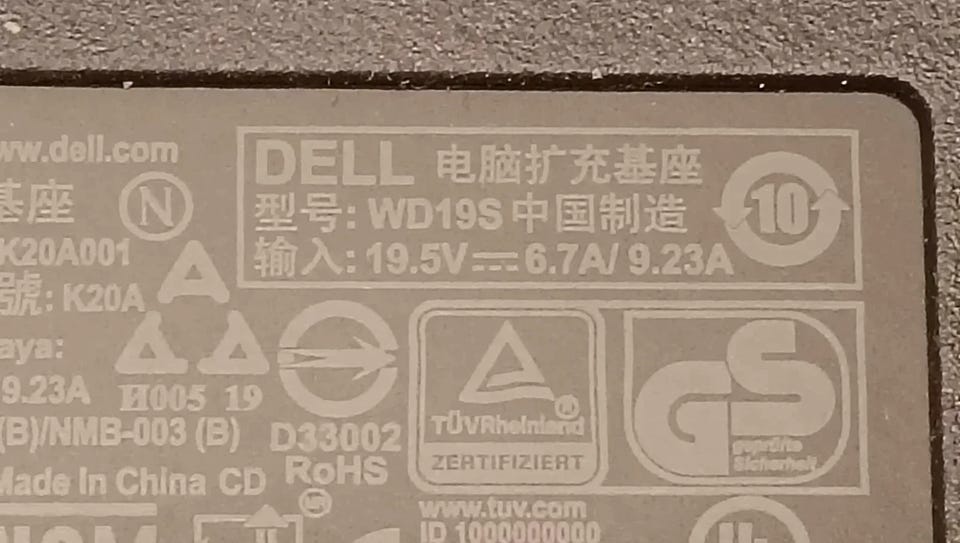 ww.dell.com
基座 N
K20A001
號: K20A
aya:
9.23A И005 19
(B)/NMB-003 (B)
Made In China CD
DELL 电脑扩充基座
型号: WD19S 中国制造
输入: 19.5V⎓6.7A/ 9.23A
10
D33002
RoHS
TÜVRheinland
ZERTIFIZIERT
GS
geprüfte
Sicherheit
www.tuv.com
ID 1000000000